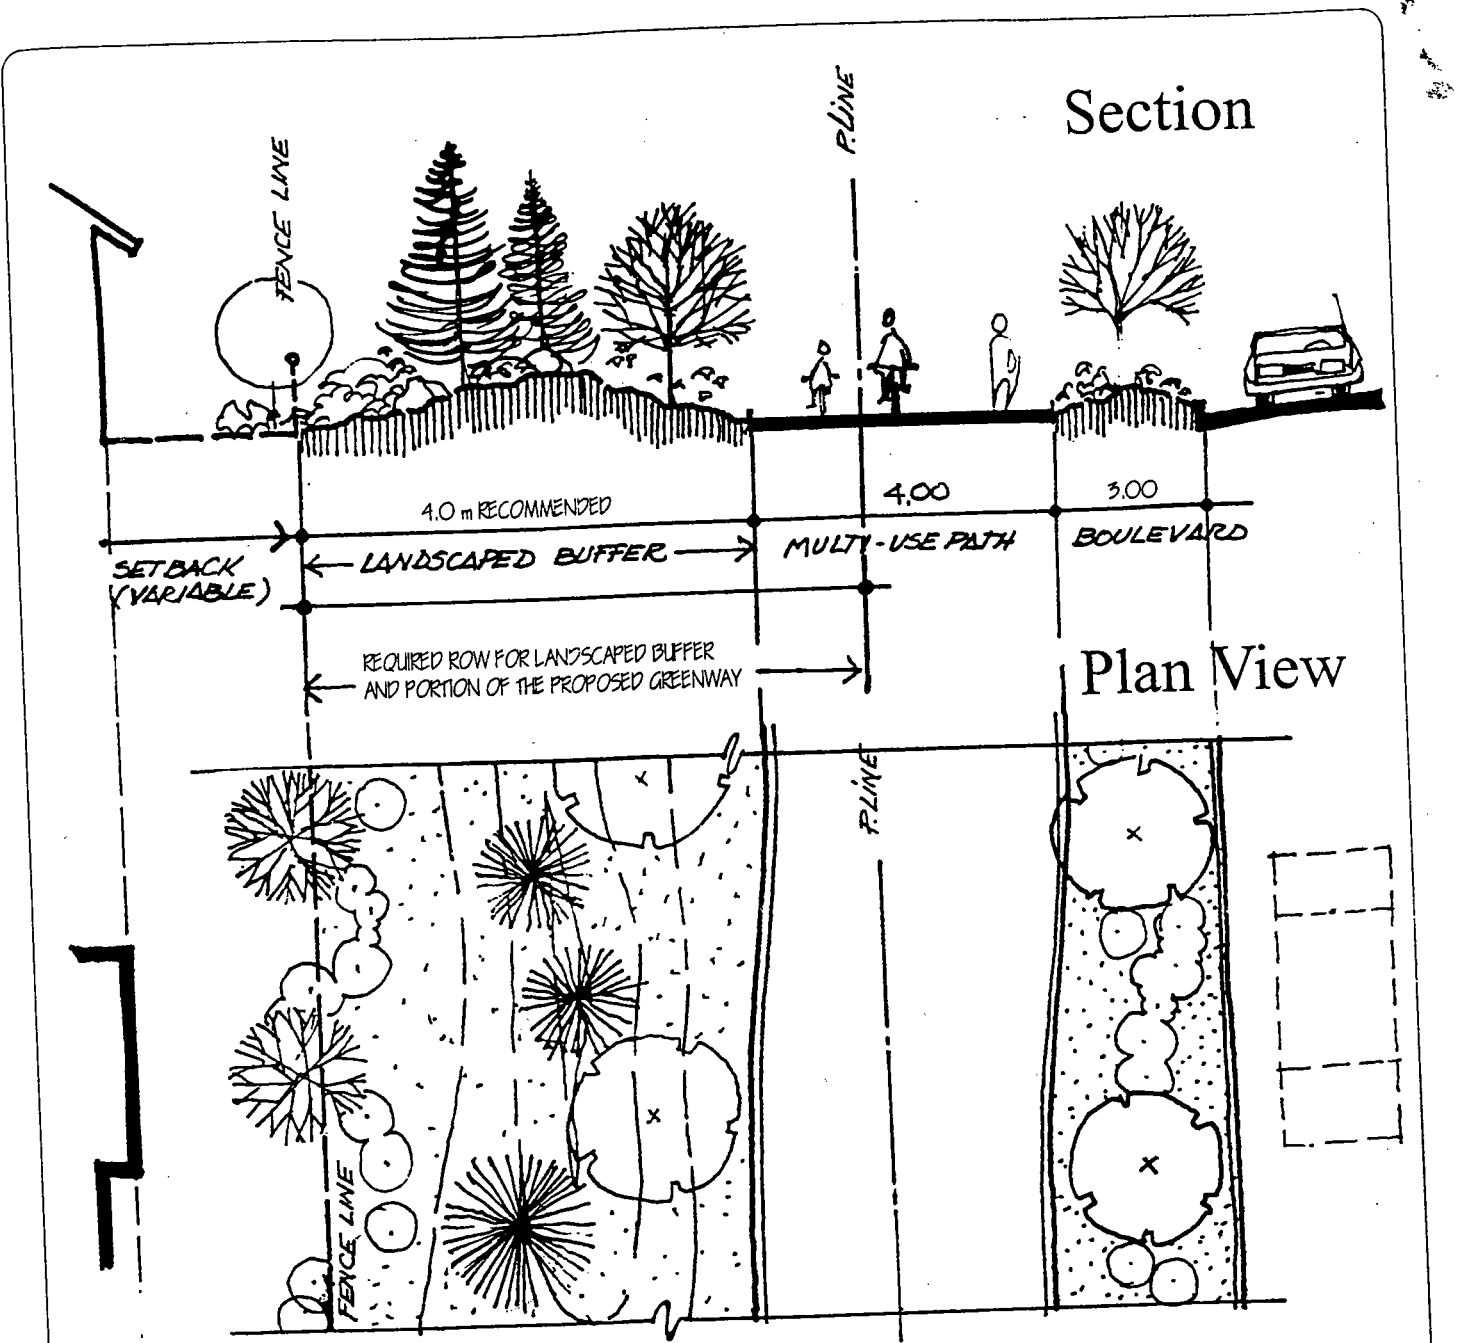 Section
P.LINE
FENCE LINE
4.0 m RECOMMENDED
4.00
3.00
LANDSCAPED BUFFER
MULTI-USE PATH
BOULEVARD
SETBACK
(VARIABLE)
REQUIRED ROW FOR LANDSCAPED BUFFER
AND PORTION OF THE PROPOSED GREENWAY
Plan View
P.LINE
FENCE LINE